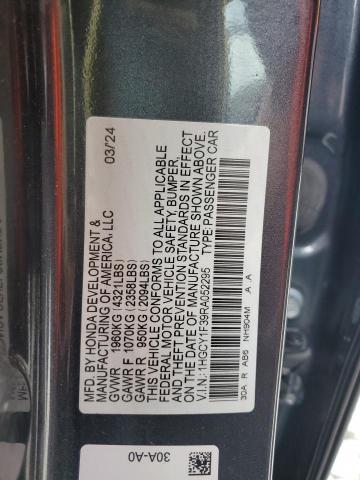 MFD. BY HONDA DEVELOPMENT & 03/24
MANUFACTURING OF AMERICA, LLC
GVWR 1960KG (4321LBS)
GAWR F 1070KG (2358LBS)
GAWR R 950KG (2094LBS)
THIS VEHICLE CONFORMS TO ALL APPLICABLE
FEDERAL MOTOR VEHICLE SAFETY, BUMPER,
AND THEFT PREVENTION STANDARDS IN EFFECT
ON THE DATE OF MANUFACTURE SHOWN ABOVE.
V.I.N.: 1HGCY1F39RA052295 TYPE:PASSENGER CAR
30A R AB6 NH904M A A
30A-A0